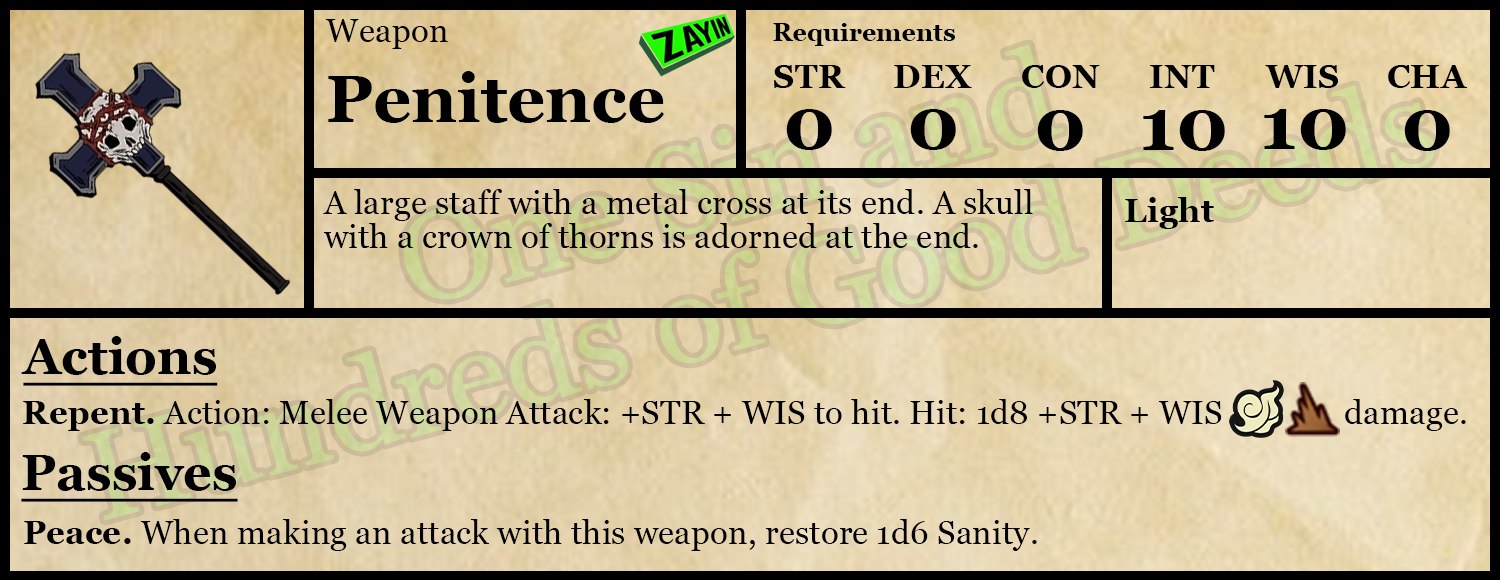 Weapon
ZAYIN
Penitence
Requirements
STR DEX CON INT WIS CHA
0 0 0 10 10 0
A large staff with a metal cross at its end. A skull
with a crown of thorns is adorned at the end.
Light
One Sin and
Hundreds of Good Deeds
Actions
Repent. Action: Melee Weapon Attack: +STR + WIS to hit. Hit: 1d8 +STR + WIS damage.
Passives
Peace. When making an attack with this weapon, restore 1d6 Sanity.